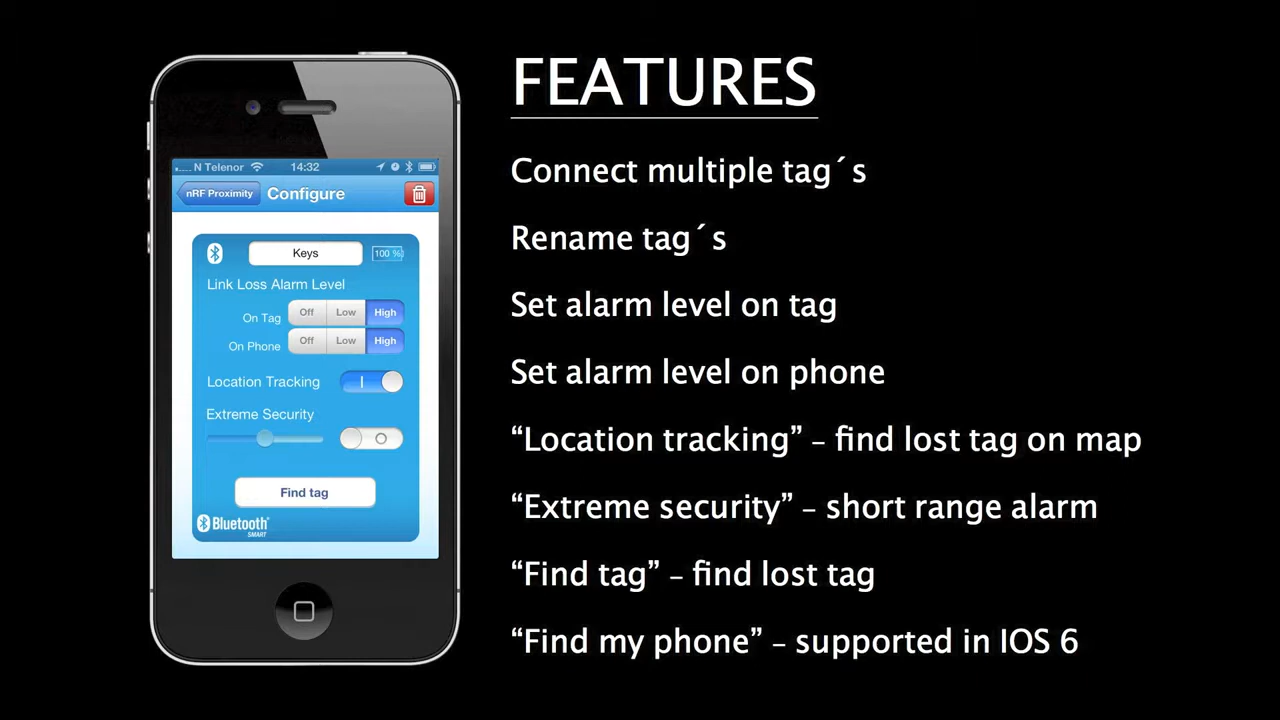 FEATURES
Connect multiple tag´s
Rename tag´s
Set alarm level on tag
Set alarm level on phone
“Location tracking” – find lost tag on map
“Extreme security” – short range alarm
“Find tag” – find lost tag
“Find my phone” – supported in IOS 6
N Telenor 14:32
nRF Proximity Configure
Keys 100 %
Link Loss Alarm Level
On Tag Off Low High
On Phone Off Low High
Location Tracking
Extreme Security
Find tag
Bluetooth®
SMART